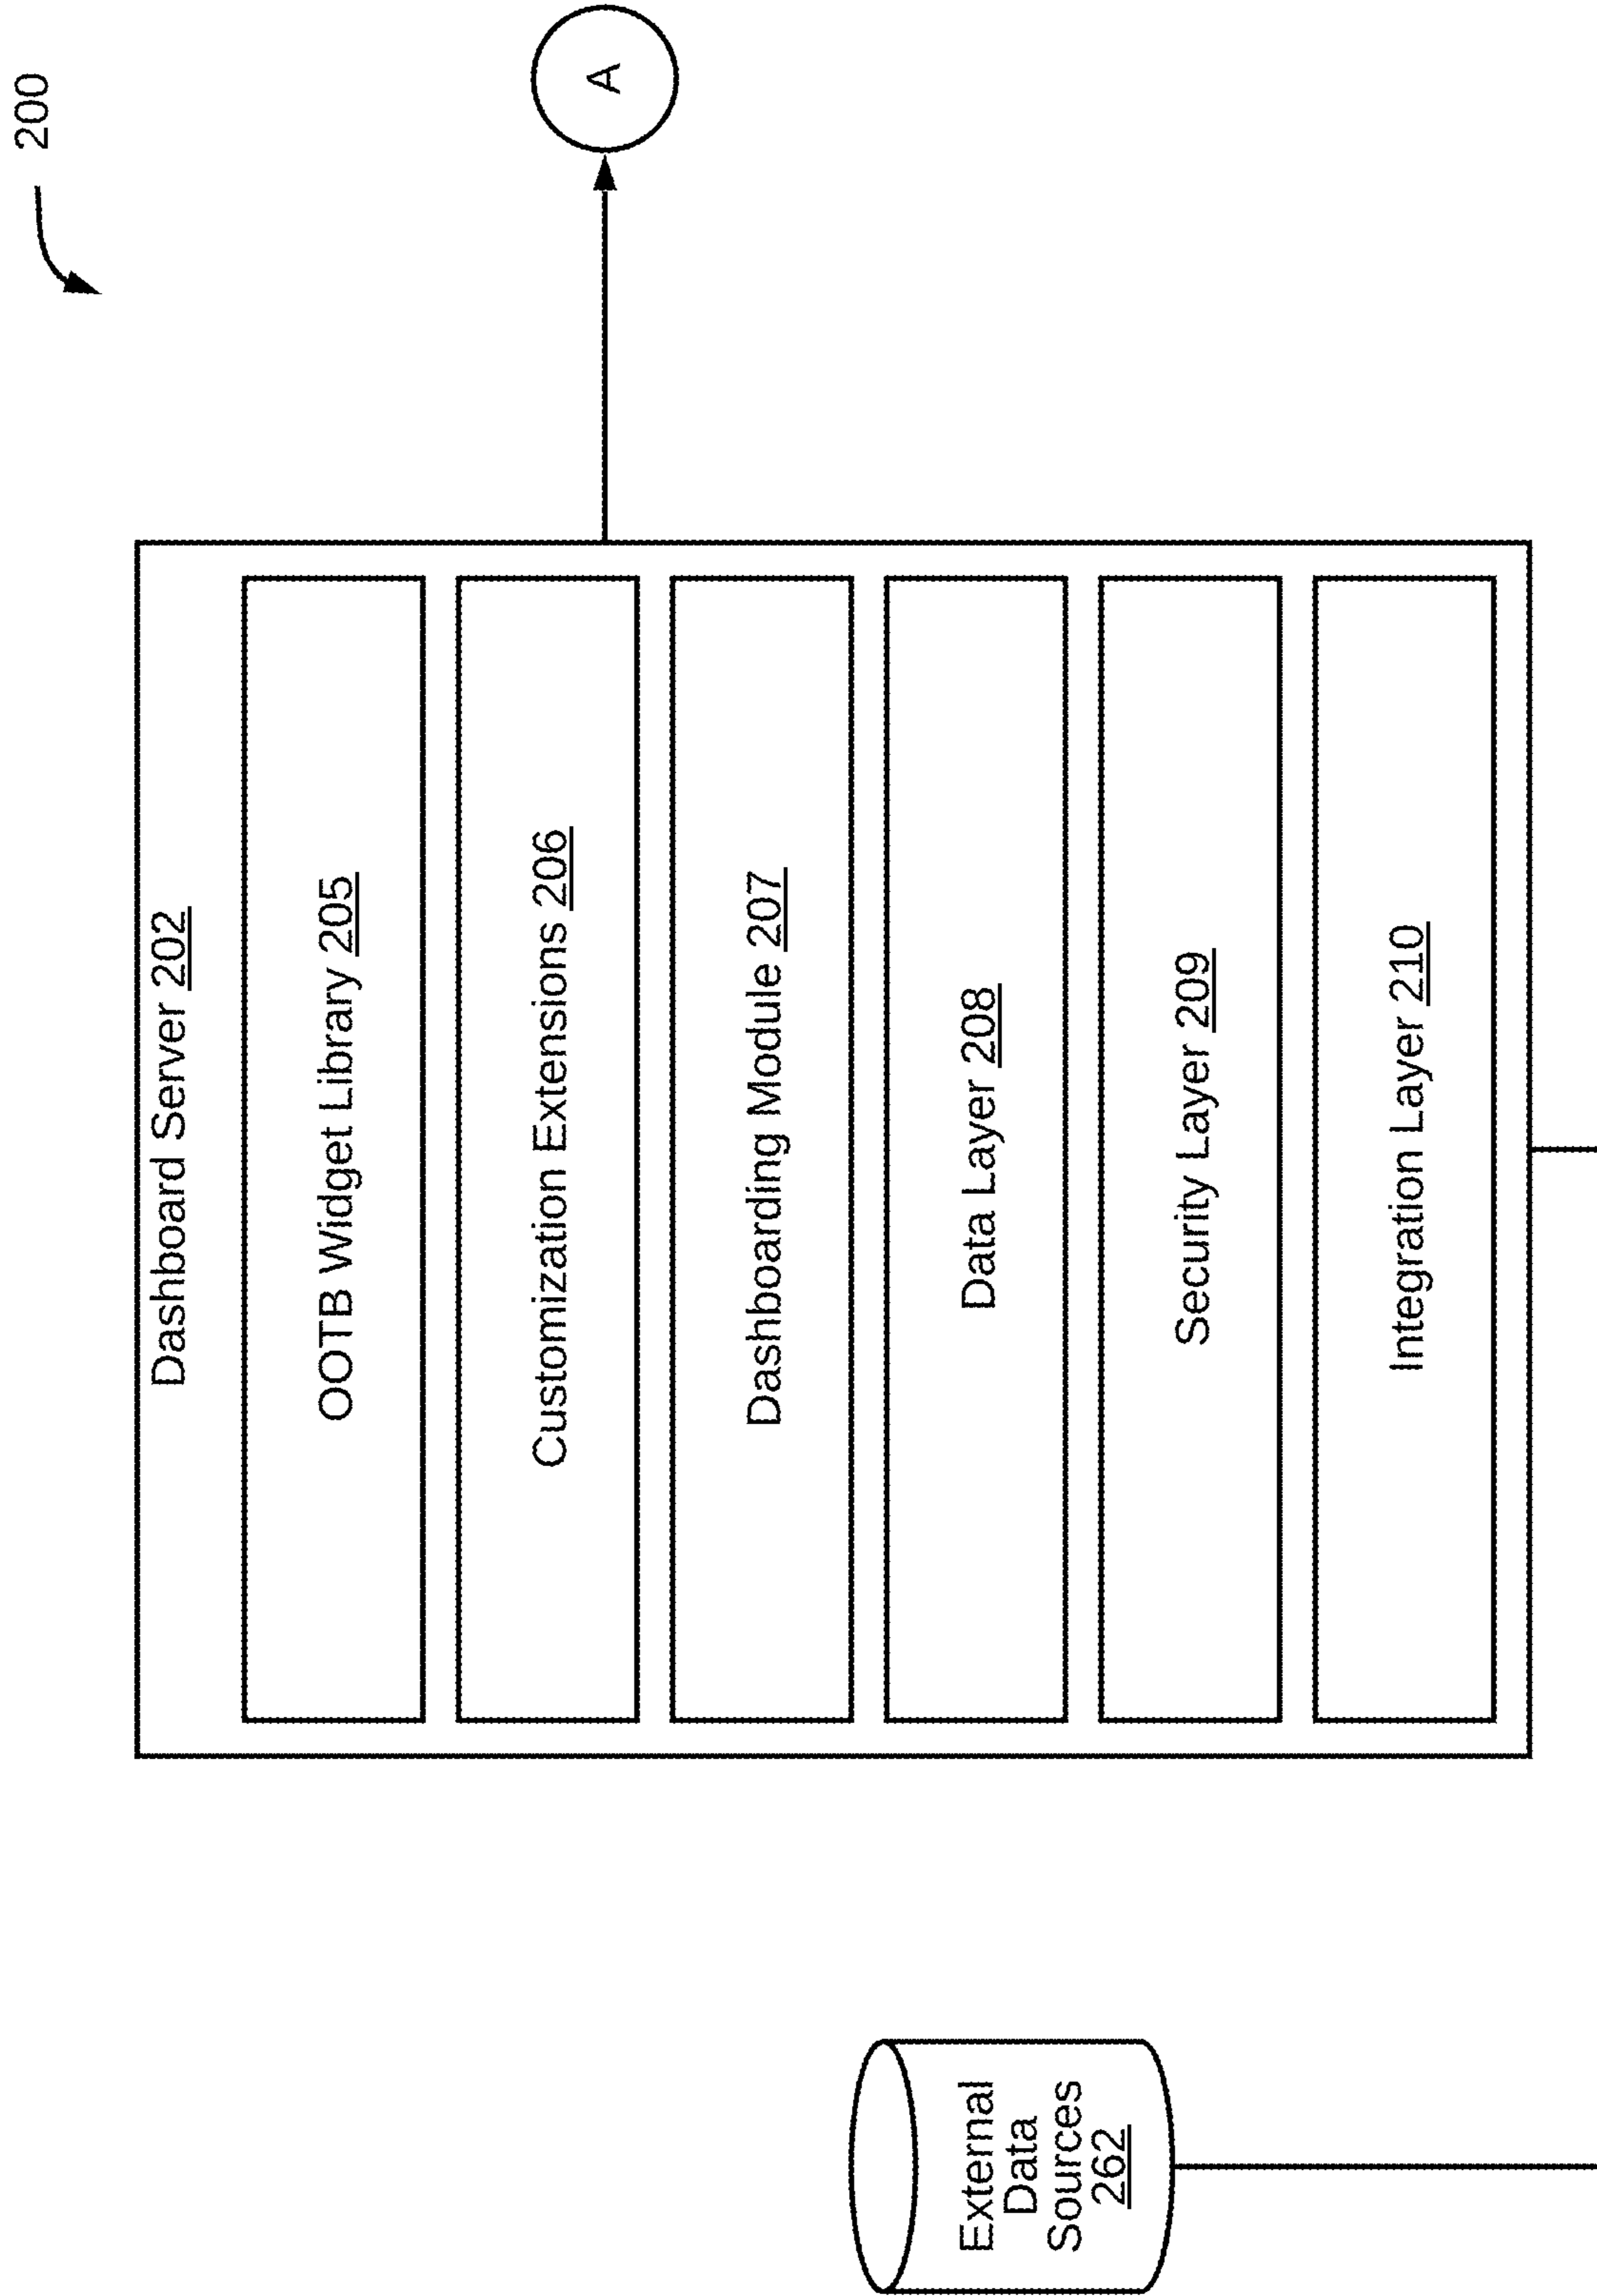 200
A
Dashboard Server 202
OOTB Widget Library 205
Customization Extensions 206
Dashboarding Module 207
Data Layer 208
Security Layer 209
Integration Layer 210
External
Data
Sources
262